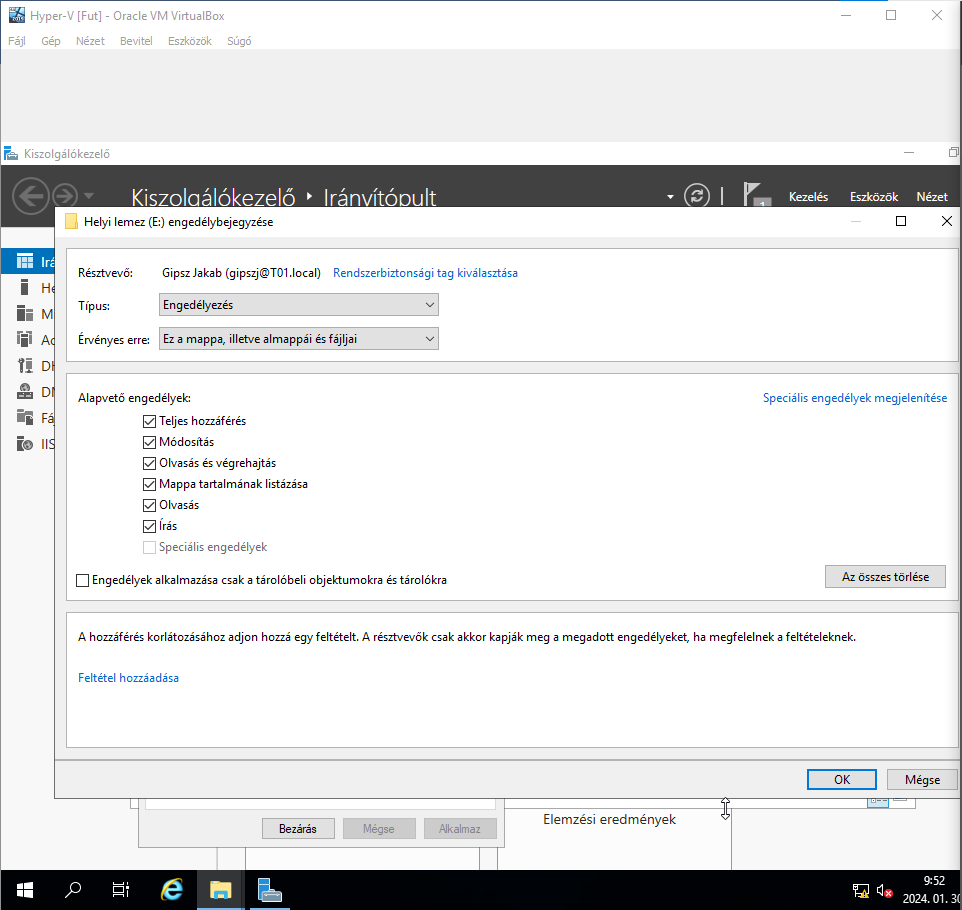 Hyper-V [Fut] - Oracle VM VirtualBox
Fájl Gép Nézet Bevitel Eszközök Súgó
Kiszolgálókezelő
Kiszolgálókezelő Irányítópult
1
Kezelés Eszközök Nézet
Helyi lemez (E:) engedélybejegyzése
Résztvevő: Gipsz Jakab (gipszj@T01.local) Rendszerbiztonsági tag kiválasztása
Típus: Engedélyezés
Érvényes erre: Ez a mappa, illetve almappái és fájljai
Irá
He
M
Ac
DH
DN
Fá
IIS
Alapvető engedélyek: Speciális engedélyek megjelenítése
Teljes hozzáférés
Módosítás
Olvasás és végrehajtás
Mappa tartalmának listázása
Olvasás
Írás
Speciális engedélyek
Engedélyek alkalmazása csak a tárolóbeli objektumokra és tárolókra
Az összes törlése
A hozzáférés korlátozásához adjon hozzá egy feltételt. A résztvevők csak akkor kapják meg a megadott engedélyeket, ha megfelelnek a feltételeknek.
Feltétel hozzáadása
OK Mégse
Elemzési eredmények
Bezárás Mégse Alkalmaz
9:52
2024. 01. 30